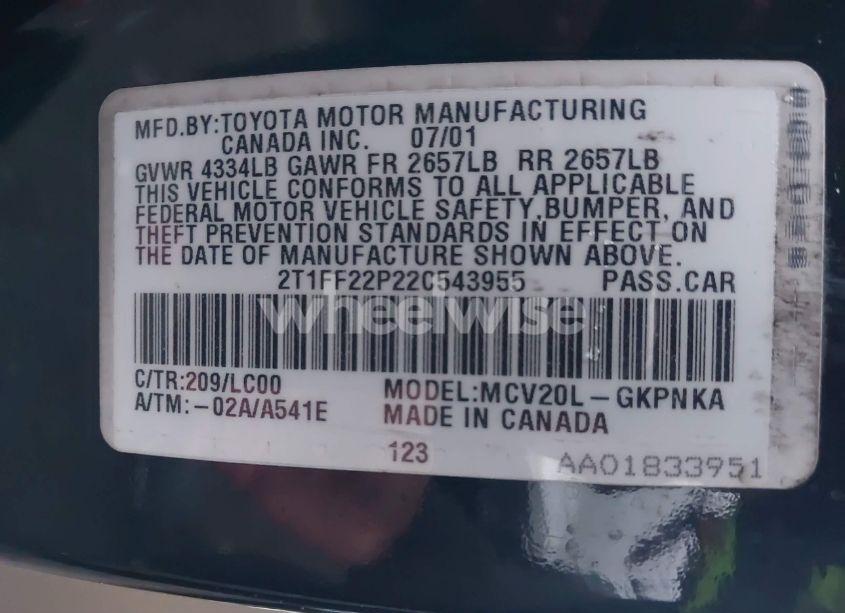 MFD.BY:TOYOTA MOTOR MANUFACTURING
CANADA INC. 07/01
GVWR 4334LB GAWR FR 2657LB RR 2657LB
THIS VEHICLE CONFORMS TO ALL APPLICABLE
FEDERAL MOTOR VEHICLE SAFETY,BUMPER, AND
THEFT PREVENTION STANDARDS IN EFFECT ON
THE DATE OF MANUFACTURE SHOWN ABOVE.
2T1FF22P22C543955 PASS.CAR
wheelwise
C/TR:209/LC00 MODEL:MCV20L-GKPNKA
A/TM:-02A/A541E MADE IN CANADA
123
AA01833951